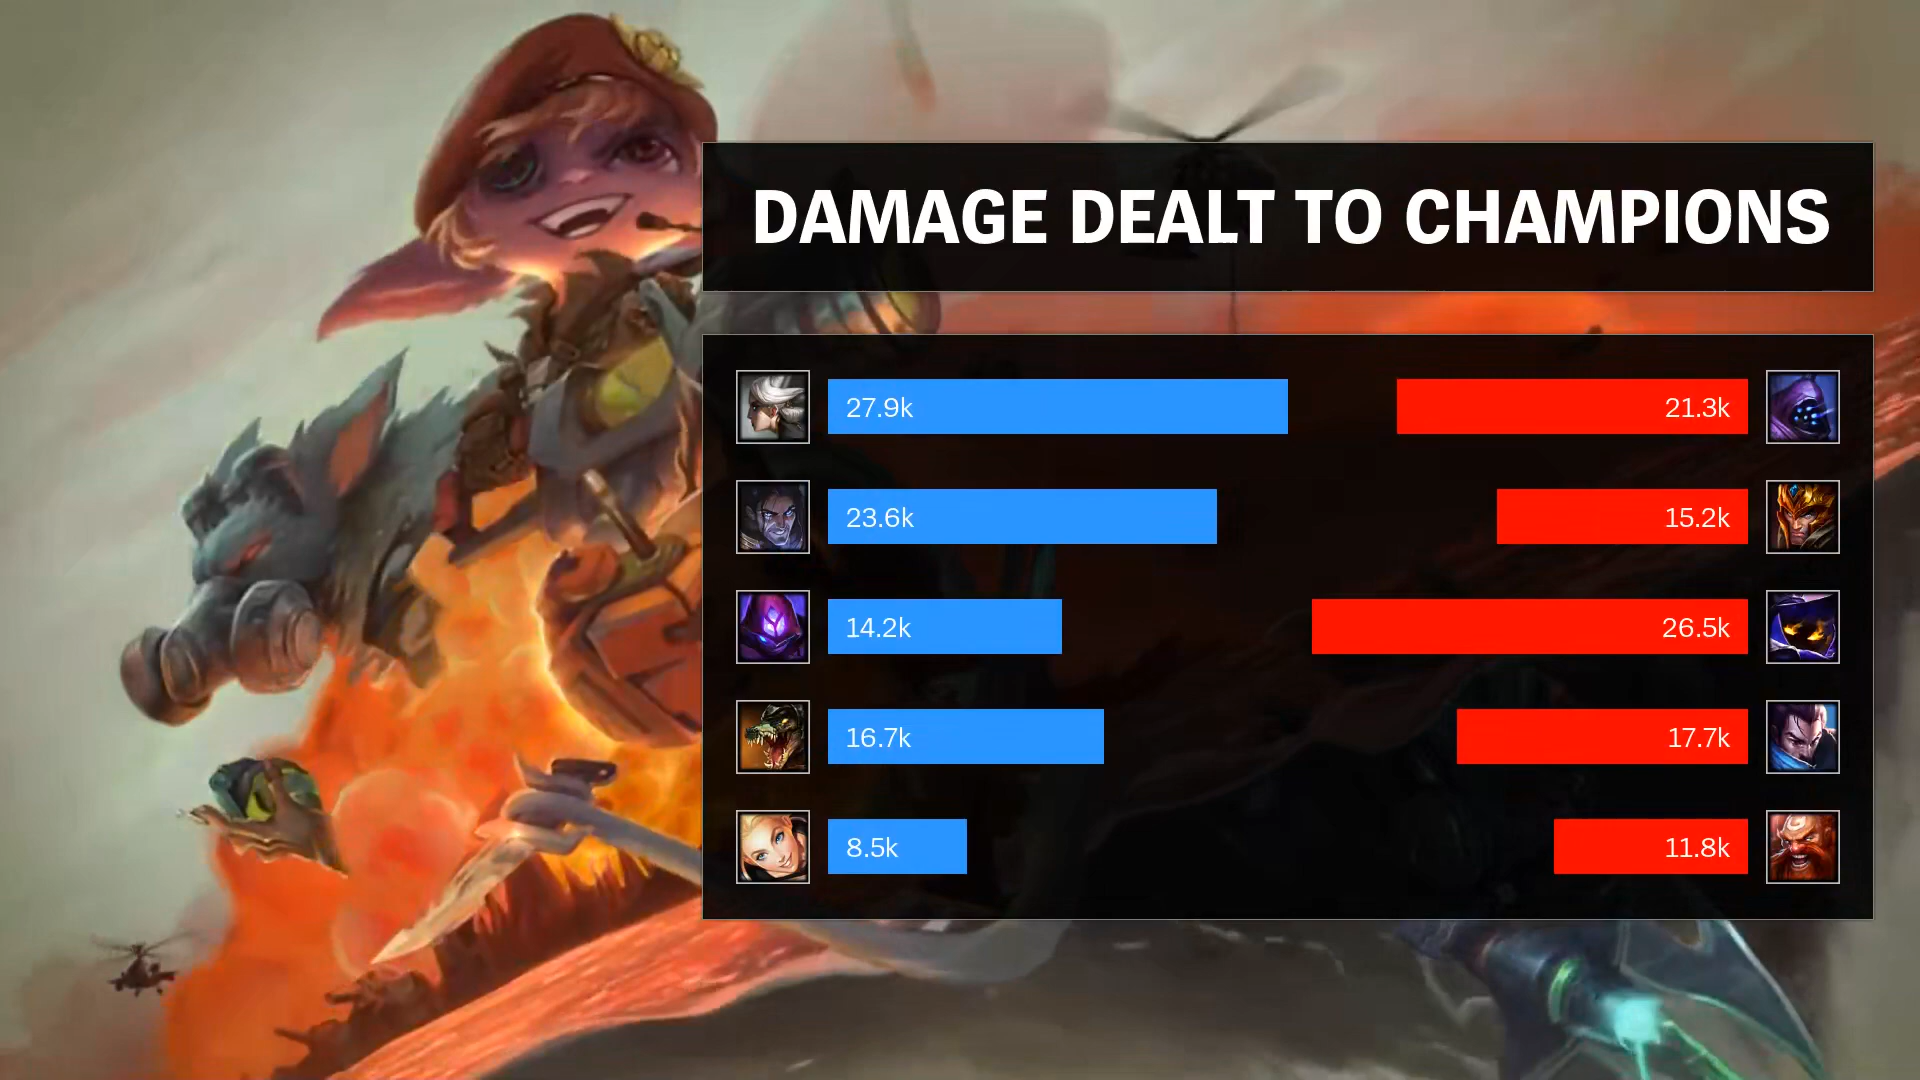 DAMAGE DEALT TO CHAMPIONS
27.9k 21.3k
23.6k 15.2k
14.2k 26.5k
16.7k 17.7k
8.5k 11.8k